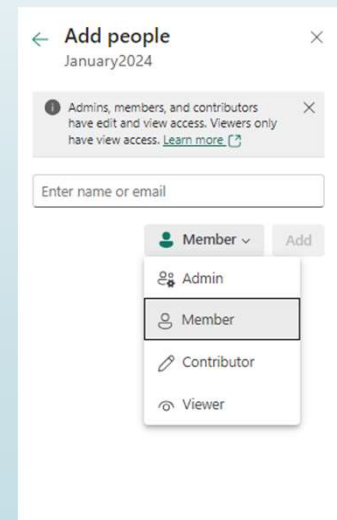 Add people
January2024
Admins, members, and contributors
have edit and view access. Viewers only
have view access. Learn more
Enter name or email
Member Add
Admin
Member
Contributor
Viewer